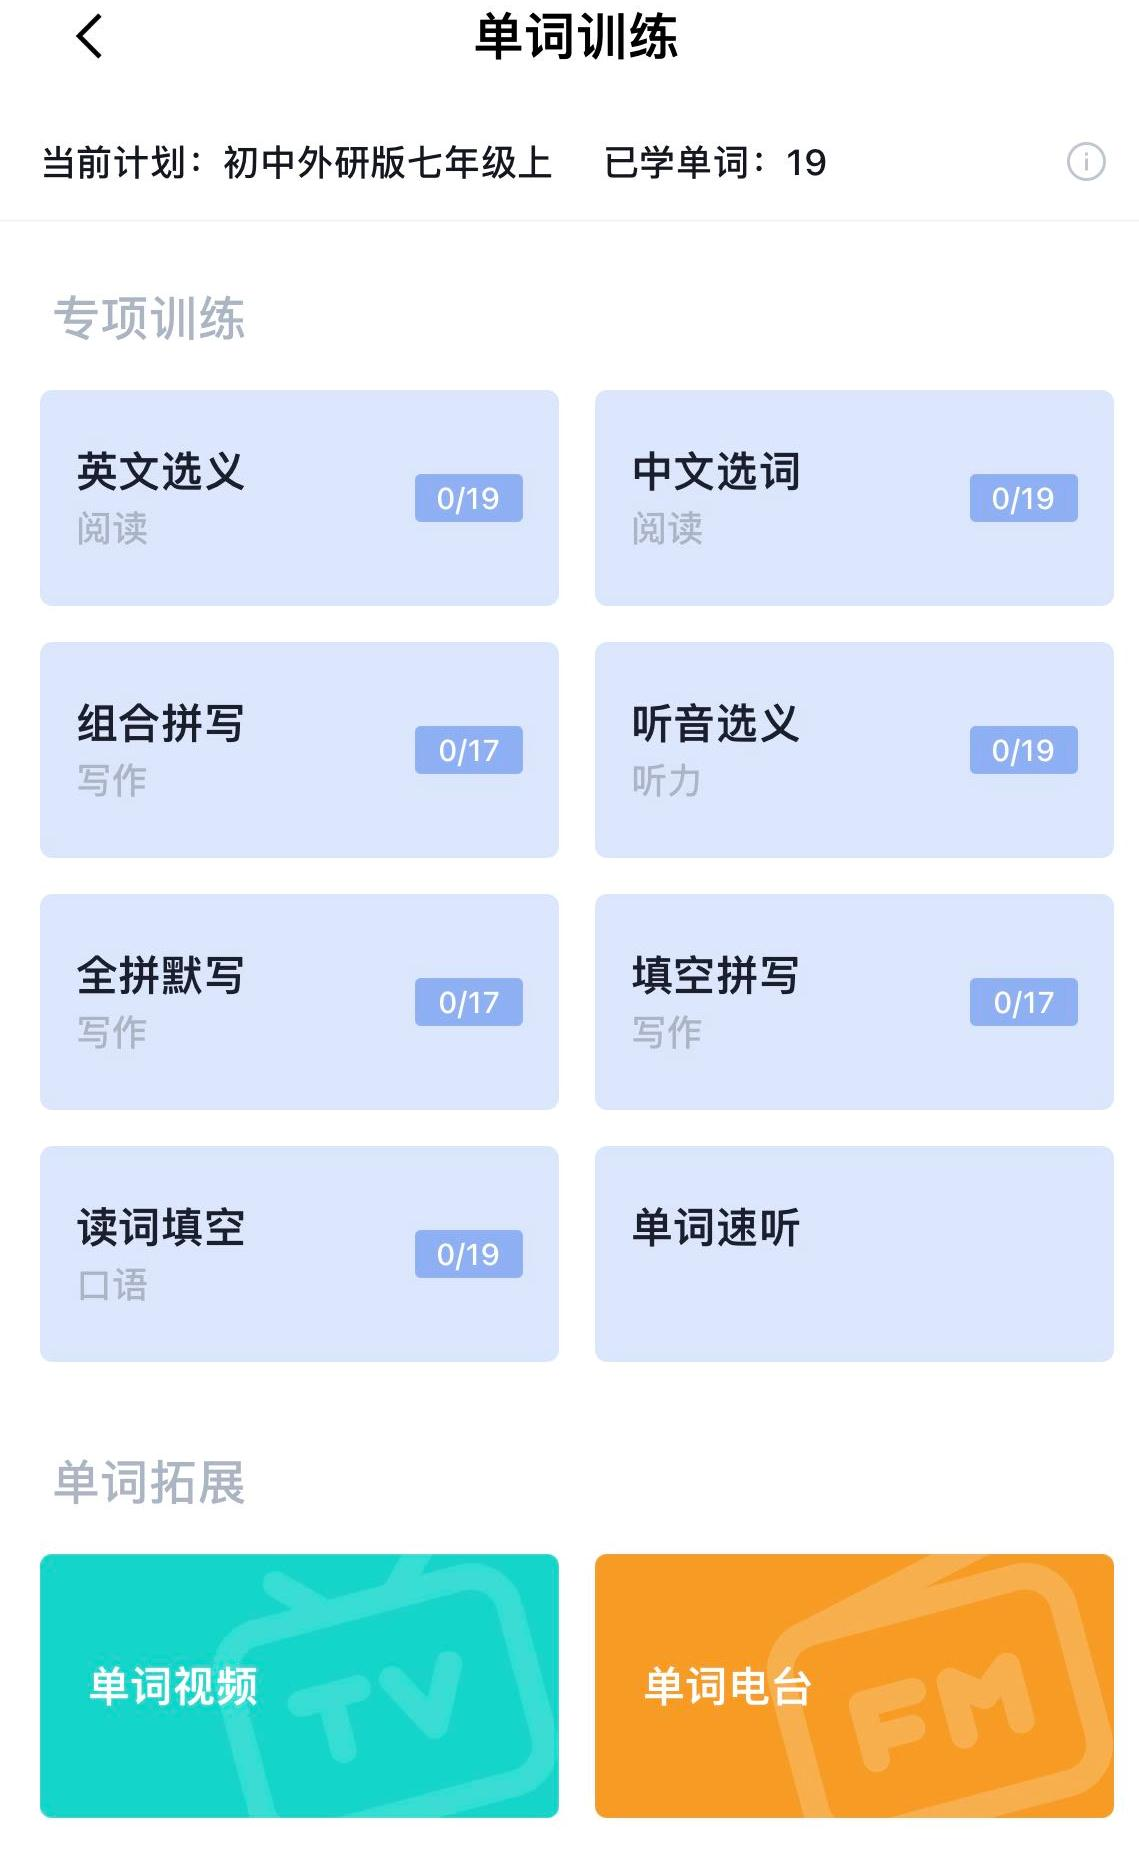 单词训练
当前计划：初中外研版七年级上 已学单词：19
专项训练
英文选义
阅读
0/19
中文选词
阅读
0/19
组合拼写
写作
0/17
听音选义
听力
0/19
全拼默写
写作
0/17
填空拼写
写作
0/17
读词填空
口语
0/19
单词速听
单词拓展
单词视频
TV
单词电台
FM